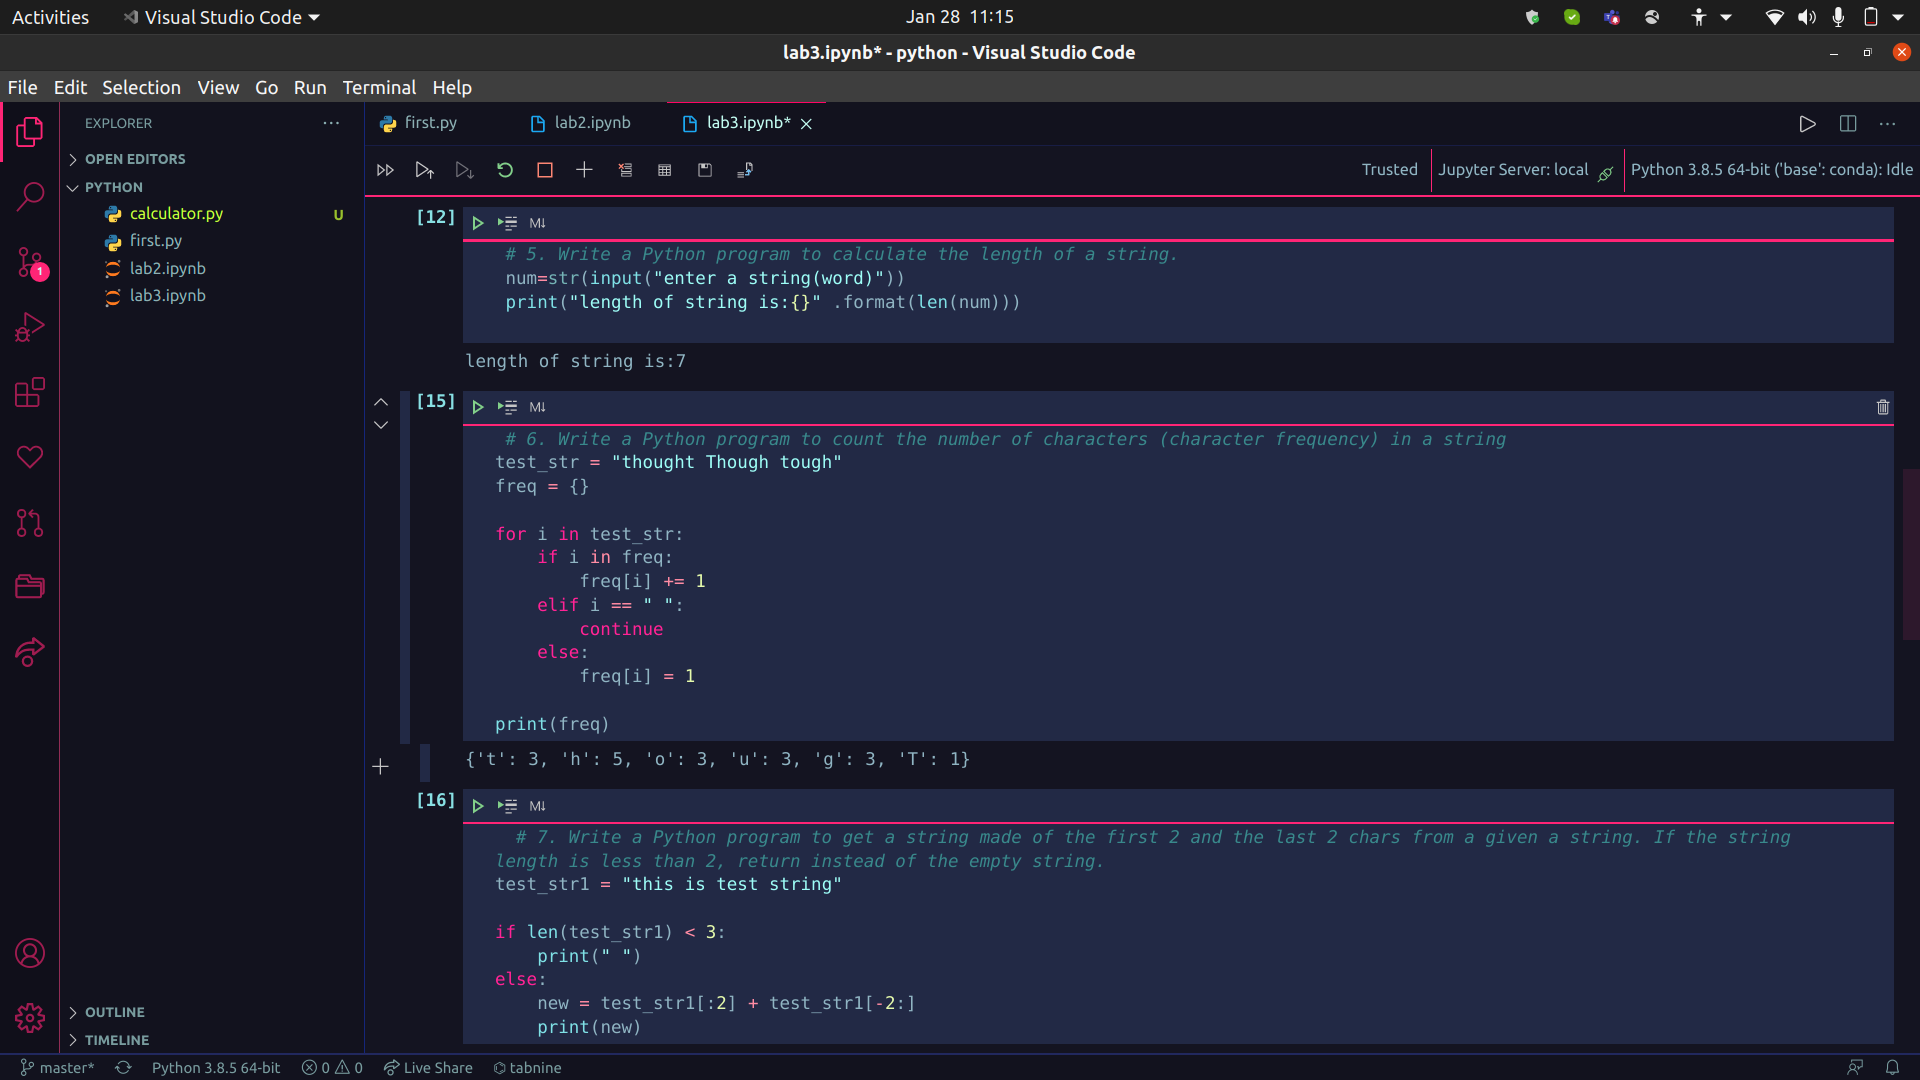 Activities
Visual Studio Code
Jan 28 11:15
lab3.ipynb* - python - Visual Studio Code
File Edit Selection View Go Run Terminal Help
EXPLORER
first.py
lab2.ipynb
lab3.ipynb*
OPEN EDITORS
PYTHON
calculator.py U
first.py
lab2.ipynb
lab3.ipynb
1
OUTLINE
TIMELINE
Trusted
Jupyter Server: local
Python 3.8.5 64-bit ('base': conda): Idle
[12]
M↓
# 5. Write a Python program to calculate the length of a string.
num=str(input("enter a string(word)"))
print("length of string is:{}" .format(len(num)))
length of string is:7
[15]
M↓
# 6. Write a Python program to count the number of characters (character frequency) in a string
test_str = "thought Though tough"
freq = {}
for i in test_str:
    if i in freq:
        freq[i] += 1
    elif i == " ":
        continue
    else:
        freq[i] = 1
print(freq)
{'t': 3, 'h': 5, 'o': 3, 'u': 3, 'g': 3, 'T': 1}
[16]
M↓
# 7. Write a Python program to get a string made of the first 2 and the last 2 chars from a given a string. If the string
length is less than 2, return instead of the empty string.
test_str1 = "this is test string"
if len(test_str1) < 3:
    print(" ")
else:
    new = test_str1[:2] + test_str1[-2:]
    print(new)
master*
Python 3.8.5 64-bit
0
0
Live Share
tabnine